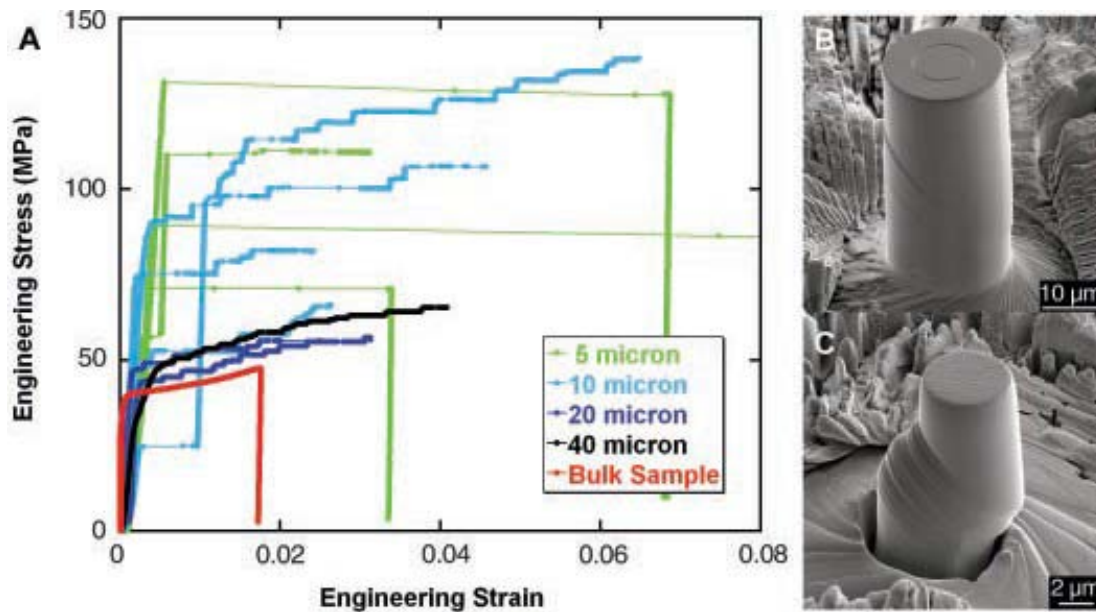 A
150
100
50
0
Engineering Stress (MPa)
0
0.02
0.04
0.06
0.08
Engineering Strain
5 micron
10 micron
20 micron
40 micron
Bulk Sample
B
10 µm
C
2 µm